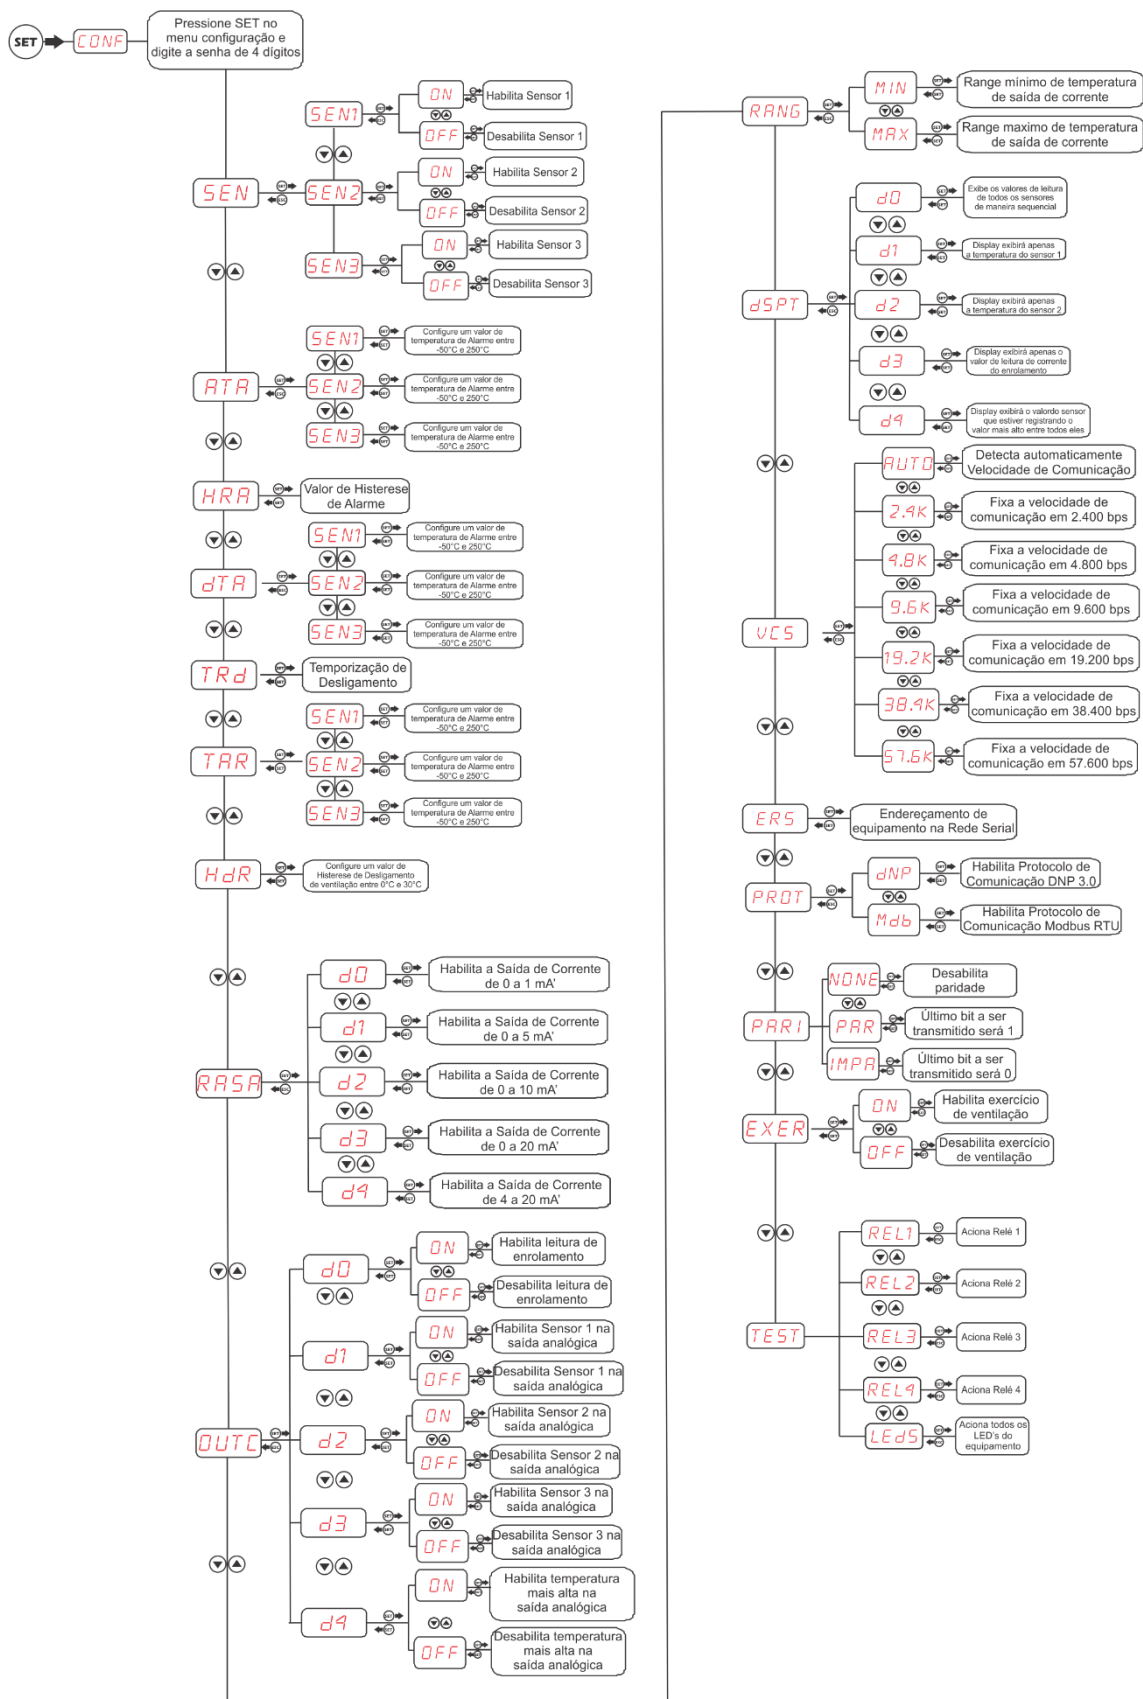 SET
CONF
Pressione SET no
menu configuração e
digite a senha de 4 dígitos
SEN
SEN1
ON
Habilita Sensor 1
OFF
Desabilita Sensor 1
SEN2
ON
Habilita Sensor 2
OFF
Desabilita Sensor 2
SEN3
ON
Habilita Sensor 3
OFF
Desabilita Sensor 3
ATA
SEN1
Configure um valor de
temperatura de Alarme entre
-50°C e 250°C
SEN2
Configure um valor de
temperatura de Alarme entre
-50°C e 250°C
SEN3
Configure um valor de
temperatura de Alarme entre
-50°C e 250°C
HRA
Valor de Histerese
de Alarme
dTA
SEN1
Configure um valor de
temperatura de Alarme entre
-50°C e 250°C
SEN2
Configure um valor de
temperatura de Alarme entre
-50°C e 250°C
SEN3
Configure um valor de
temperatura de Alarme entre
-50°C e 250°C
TRd
Temporização de
Desligamento
TAR
SEN1
Configure um valor de
temperatura de Alarme entre
-50°C e 250°C
SEN2
Configure um valor de
temperatura de Alarme entre
-50°C e 250°C
SEN3
Configure um valor de
temperatura de Alarme entre
-50°C e 250°C
HdR
Configure um valor de
Histerese de Desligamento
de ventilação entre 0°C e 30°C
RASA
d0
Habilita a Saída de Corrente
de 0 a 1 mA'
d1
Habilita a Saída de Corrente
de 0 a 5 mA'
d2
Habilita a Saída de Corrente
de 0 a 10 mA'
d3
Habilita a Saída de Corrente
de 0 a 20 mA'
d4
Habilita a Saída de Corrente
de 4 a 20 mA'
OUTC
d0
ON
Habilita leitura de
enrolamento
OFF
Desabilita leitura de
enrolamento
d1
ON
Habilita Sensor 1 na
saída analógica
OFF
Desabilita Sensor 1 na
saída analógica
d2
ON
Habilita Sensor 2 na
saída analógica
OFF
Desabilita Sensor 2 na
saída analógica
d3
ON
Habilita Sensor 3 na
saída analógica
OFF
Desabilita Sensor 3 na
saída analógica
d4
ON
Habilita temperatura
mais alta na
saída analógica
OFF
Desabilita temperatura
mais alta na
saída analógica
RANG
MIN
Range mínimo de temperatura
de saída de corrente
MAX
Range maximo de temperatura
de saída de corrente
dSPT
d0
Exibe os valores de leitura
de todos os sensores
de maneira sequencial
d1
Display exibirá apenas
a temperatura do sensor 1
d2
Display exibirá apenas
a temperatura do sensor 2
d3
Display exibirá apenas o
valor de leitura de corrente
do enrolamento
d4
Display exibirá o valordo sensor
que estiver registrando o
valor mais alto entre todos eles
VCS
AUTO
Detecta automaticamente
Velocidade de Comunicação
2.4K
Fixa a velocidade de
comunicação em 2.400 bps
4.8K
Fixa a velocidade de
comunicação em 4.800 bps
9.6K
Fixa a velocidade de
comunicação em 9.600 bps
19.2K
Fixa a velocidade de
comunicação em 19.200 bps
38.4K
Fixa a velocidade de
comunicação em 38.400 bps
57.6K
Fixa a velocidade de
comunicação em 57.600 bps
ERS
Endereçamento de
equipamento na Rede Serial
PROT
dNP
Habilita Protocolo de
Comunicação DNP 3.0
Mdb
Habilita Protocolo de
Comunicação Modbus RTU
PARI
NONE
Desabilita
paridade
PAR
Último bit a ser
transmitido será 1
IMPA
Último bit a ser
transmitido será 0
EXER
ON
Habilita exercício
de ventilação
OFF
Desabilita exercício
de ventilação
TEST
REL1
Aciona Relé 1
REL2
Aciona Relé 2
REL3
Aciona Relé 3
REL4
Aciona Relé 4
LEdS
Aciona todos os
LED's do
equipamento